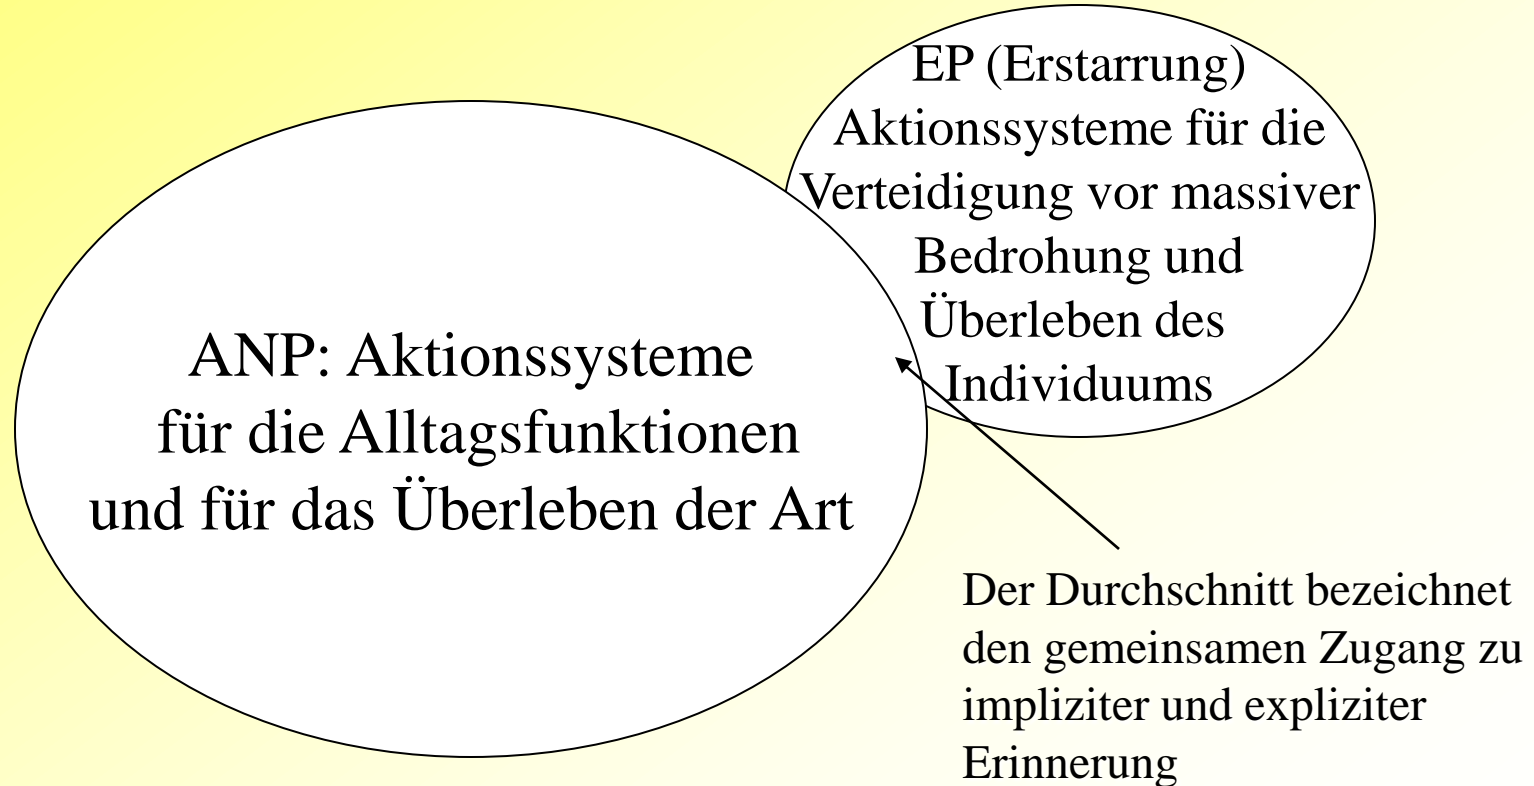 EP (Erstarrung)
Aktionssysteme für die
Verteidigung vor massiver
Bedrohung und
Überleben des
Individuums
ANP: Aktionssysteme
für die Alltagsfunktionen
und für das Überleben der Art
Der Durchschnitt bezeichnet
den gemeinsamen Zugang zu
impliziter und expliziter
Erinnerung